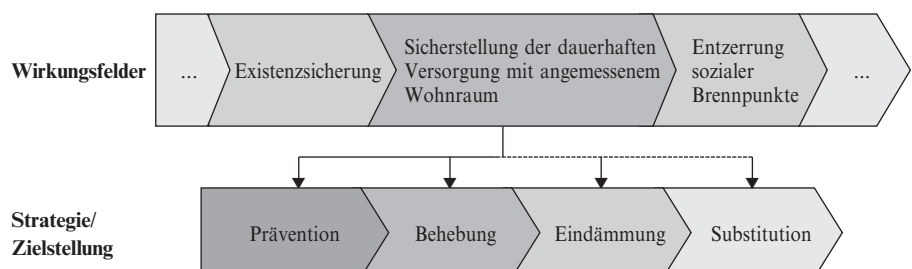 Wirkungsfelder
...
Existenzsicherung
Sicherstellung der dauerhaften
Versorgung mit angemessenem
Wohnraum
Entzerrung
sozialer
Brennpunkte
...
Strategie/
Zielstellung
Prävention
Behebung
Eindämmung
Substitution